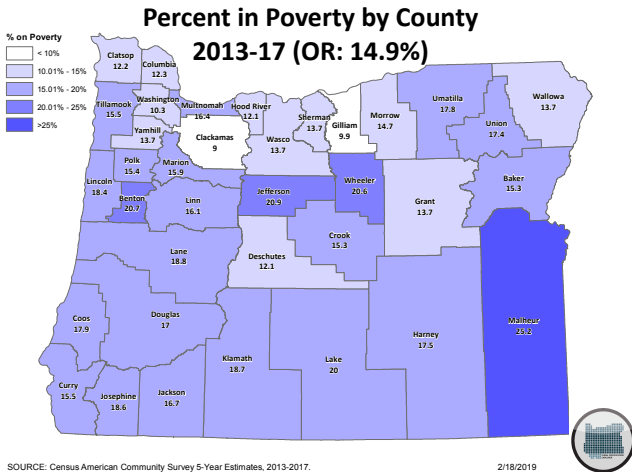 Percent in Poverty by County
2013-17 (OR: 14.9%)
% on Poverty
< 10%
10.01% - 15%
15.01% - 20%
20.01% - 25%
>25%
Clatsop
12.2
Columbia
12.3
Tillamook
15.5
Washington
10.3
Multnomah
16.4
Hood River
12.1
Sherman
13.7
Gilliam
9.9
Morrow
14.7
Umatilla
17.8
Union
17.4
Wallowa
13.7
Yamhill
13.7
Clackamas
9
Wasco
13.7
Polk
15.4
Marion
15.9
Lincoln
18.4
Benton
20.7
Linn
16.1
Jefferson
20.9
Wheeler
20.6
Grant
13.7
Baker
15.3
Crook
15.3
Deschutes
12.1
Lane
18.8
Coos
17.9
Douglas
17
Klamath
18.7
Lake
20
Harney
17.5
Malheur
25.2
Curry
15.5
Josephine
18.6
Jackson
16.7
SOURCE: Census American Community Survey 5-Year Estimates, 2013-2017.
2/18/2019